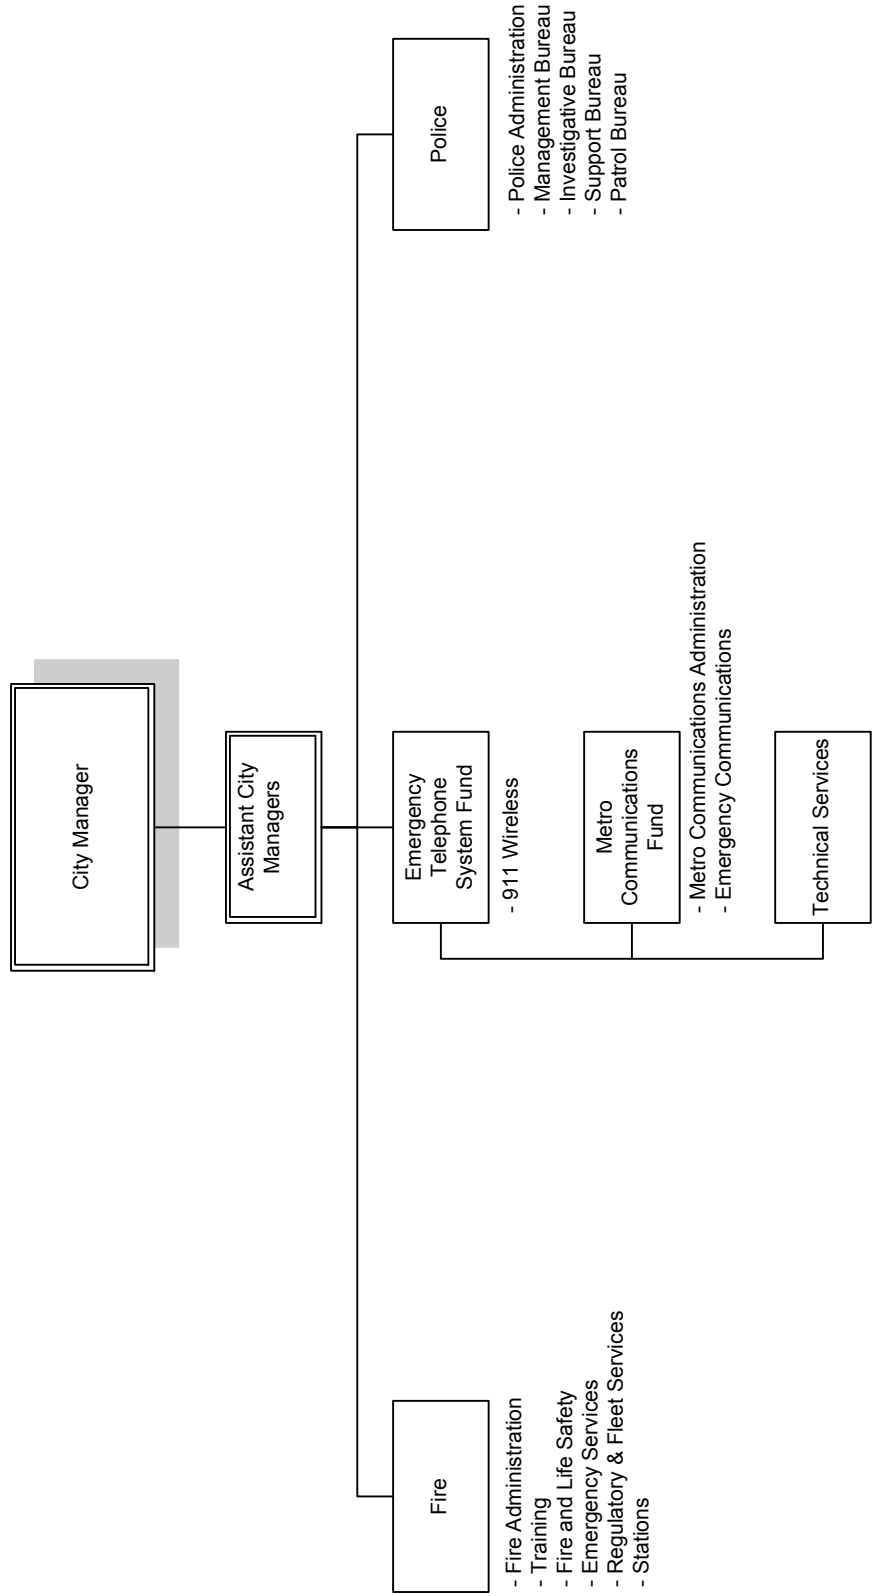 City Manager
Assistant City
Managers
Fire
- Fire Administration
- Training
- Fire and Life Safety
- Emergency Services
- Regulatory & Fleet Services
- Stations
Emergency
Telephone
System Fund
- 911 Wireless
Metro
Communications
Fund
- Metro Communications Administration
- Emergency Communications
Technical Services
Police
- Police Administration
- Management Bureau
- Investigative Bureau
- Support Bureau
- Patrol Bureau